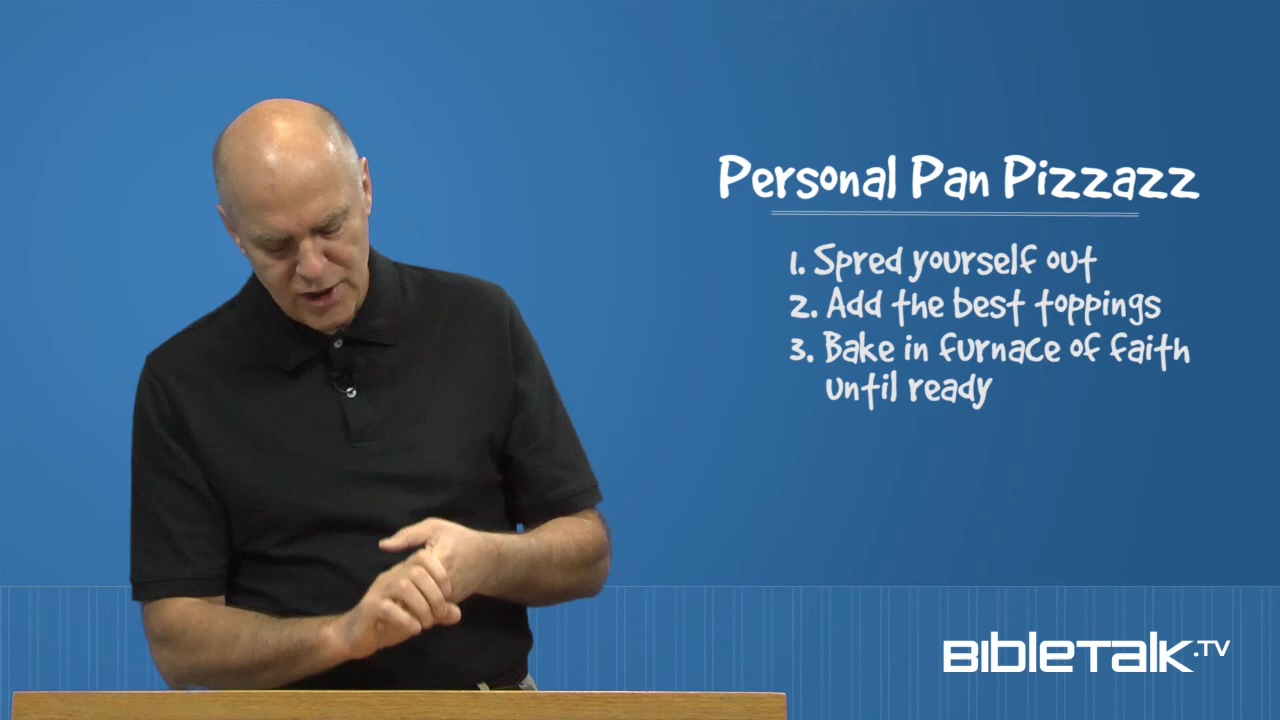 Personal Pan Pizzazz
1. Spred yourself out
2. Add the best toppings
3. Bake in furnace of faith
until ready
BIBLETALK.TV